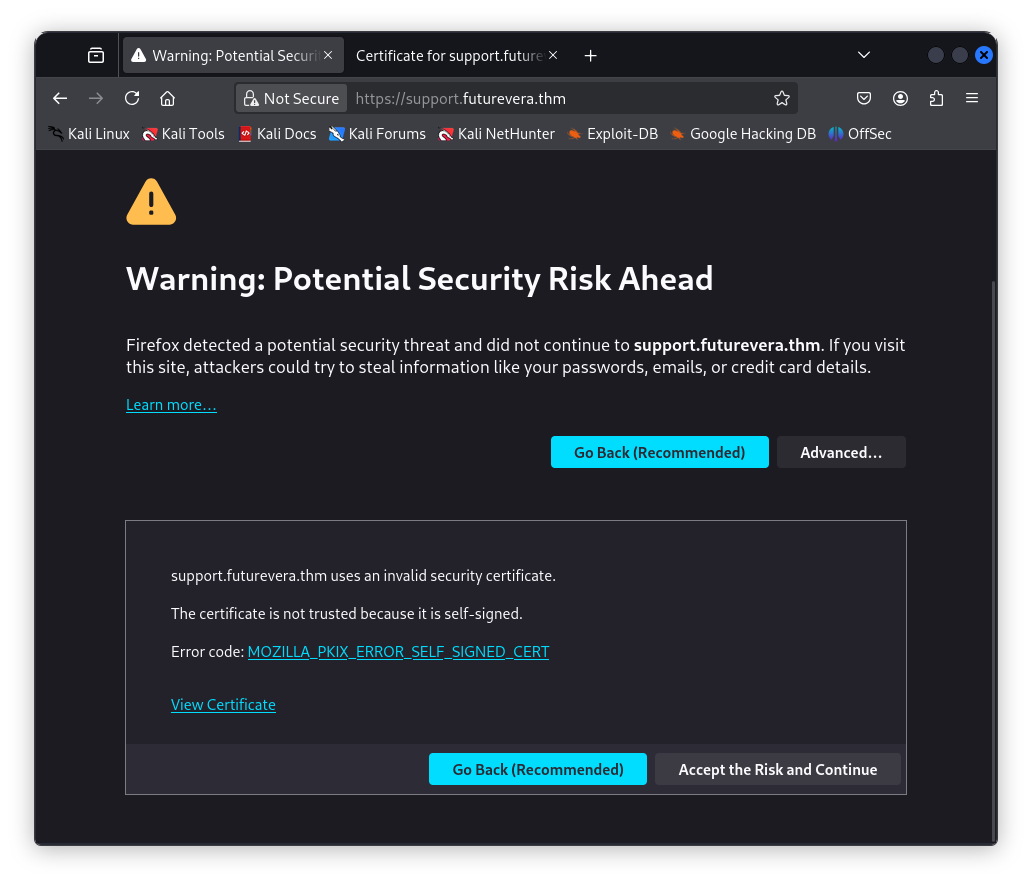 Warning: Potential Securi
Certificate for support.future
Not Secure https://support.futurevera.thm
Kali Linux Kali Tools Kali Docs Kali Forums Kali NetHunter Exploit-DB Google Hacking DB OffSec
Warning: Potential Security Risk Ahead
Firefox detected a potential security threat and did not continue to support.futurevera.thm. If you visit
this site, attackers could try to steal information like your passwords, emails, or credit card details.
Learn more…
Go Back (Recommended) Advanced…
support.futurevera.thm uses an invalid security certificate.
The certificate is not trusted because it is self-signed.
Error code: MOZILLA_PKIX_ERROR_SELF_SIGNED_CERT
View Certificate
Go Back (Recommended) Accept the Risk and Continue